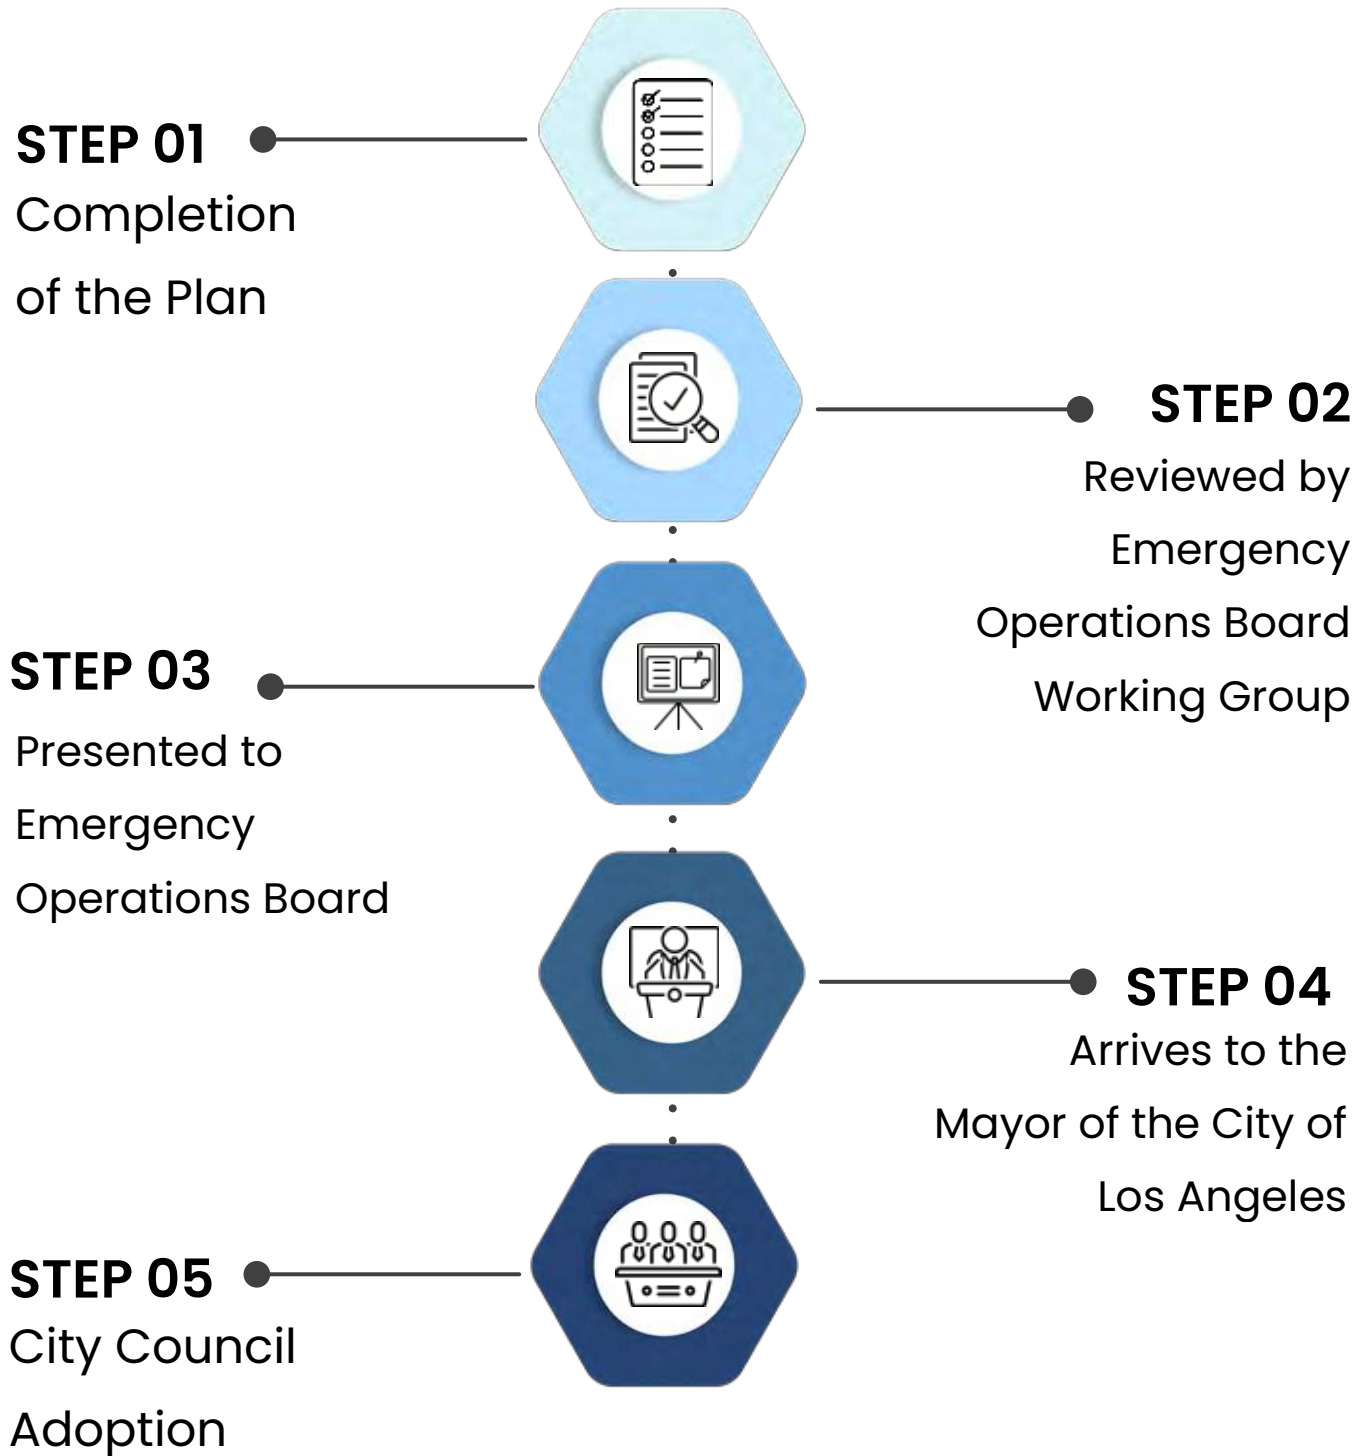 STEP 01
Completion
of the Plan
STEP 02
Reviewed by
Emergency
Operations Board
Working Group
STEP 03
Presented to
Emergency
Operations Board
STEP 04
Arrives to the
Mayor of the City of
Los Angeles
STEP 05
City Council
Adoption